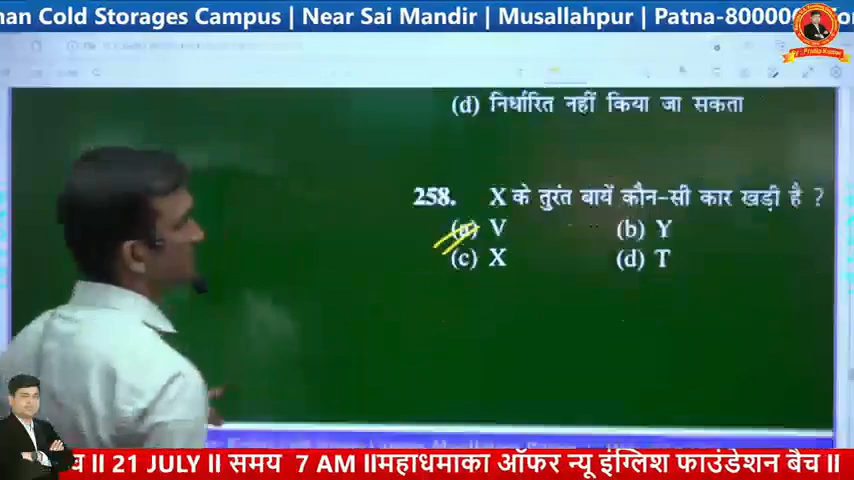 nan Cold Storages Campus | Near Sai Mandir | Musallahpur | Patna-80000
(d) निर्धारित नहीं किया जा सकता
258. X के तुरंत बायें कौन-सी कार खड़ी है ?
(a) V (b) Y
(c) X (d) T
II 21 JULY II समय 7 AM IIमहाधमाका ऑफर न्यू इंग्लिश फाउंडेशन बैच II